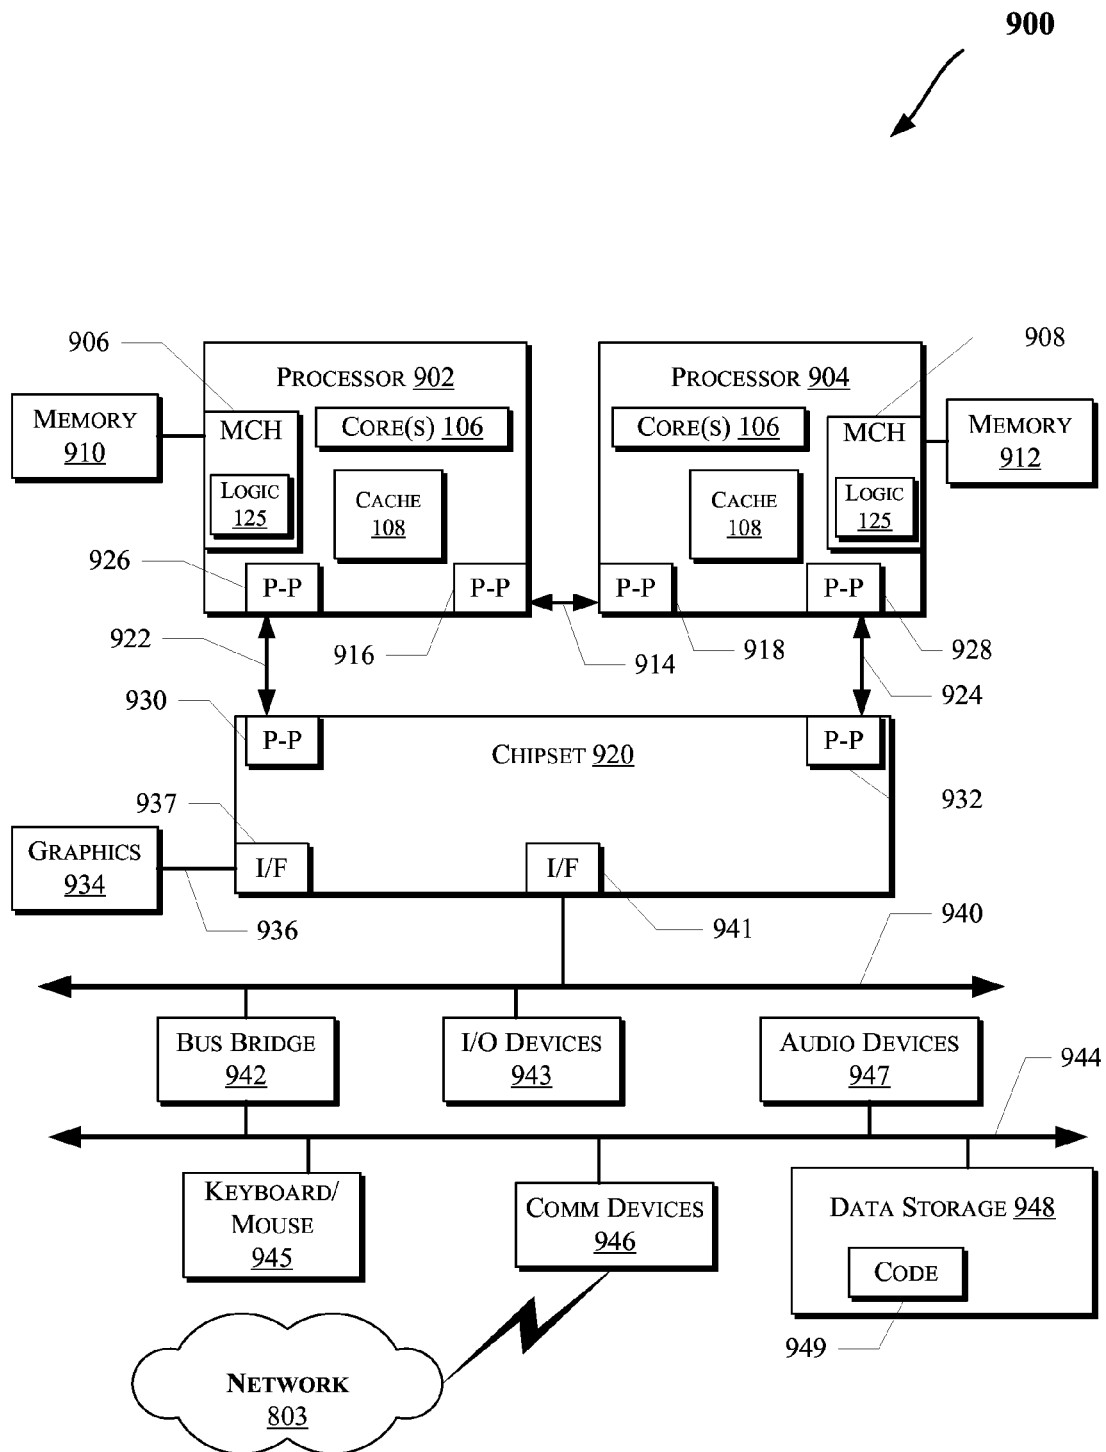 900
906
908
PROCESSOR 902
PROCESSOR 904
MEMORY
910
MCH
CORE(S) 106
CORE(S) 106
MCH
MEMORY
912
LOGIC
125
CACHE
108
CACHE
108
LOGIC
125
926
P-P
P-P
P-P
P-P
922
916
914
918
928
924
930
P-P
CHIPSET 920
P-P
937
932
GRAPHICS
934
I/F
I/F
936
941
940
BUS BRIDGE
942
I/O DEVICES
943
AUDIO DEVICES
947
944
KEYBOARD/
MOUSE
945
COMM DEVICES
946
DATA STORAGE 948
CODE
949
NETWORK
803